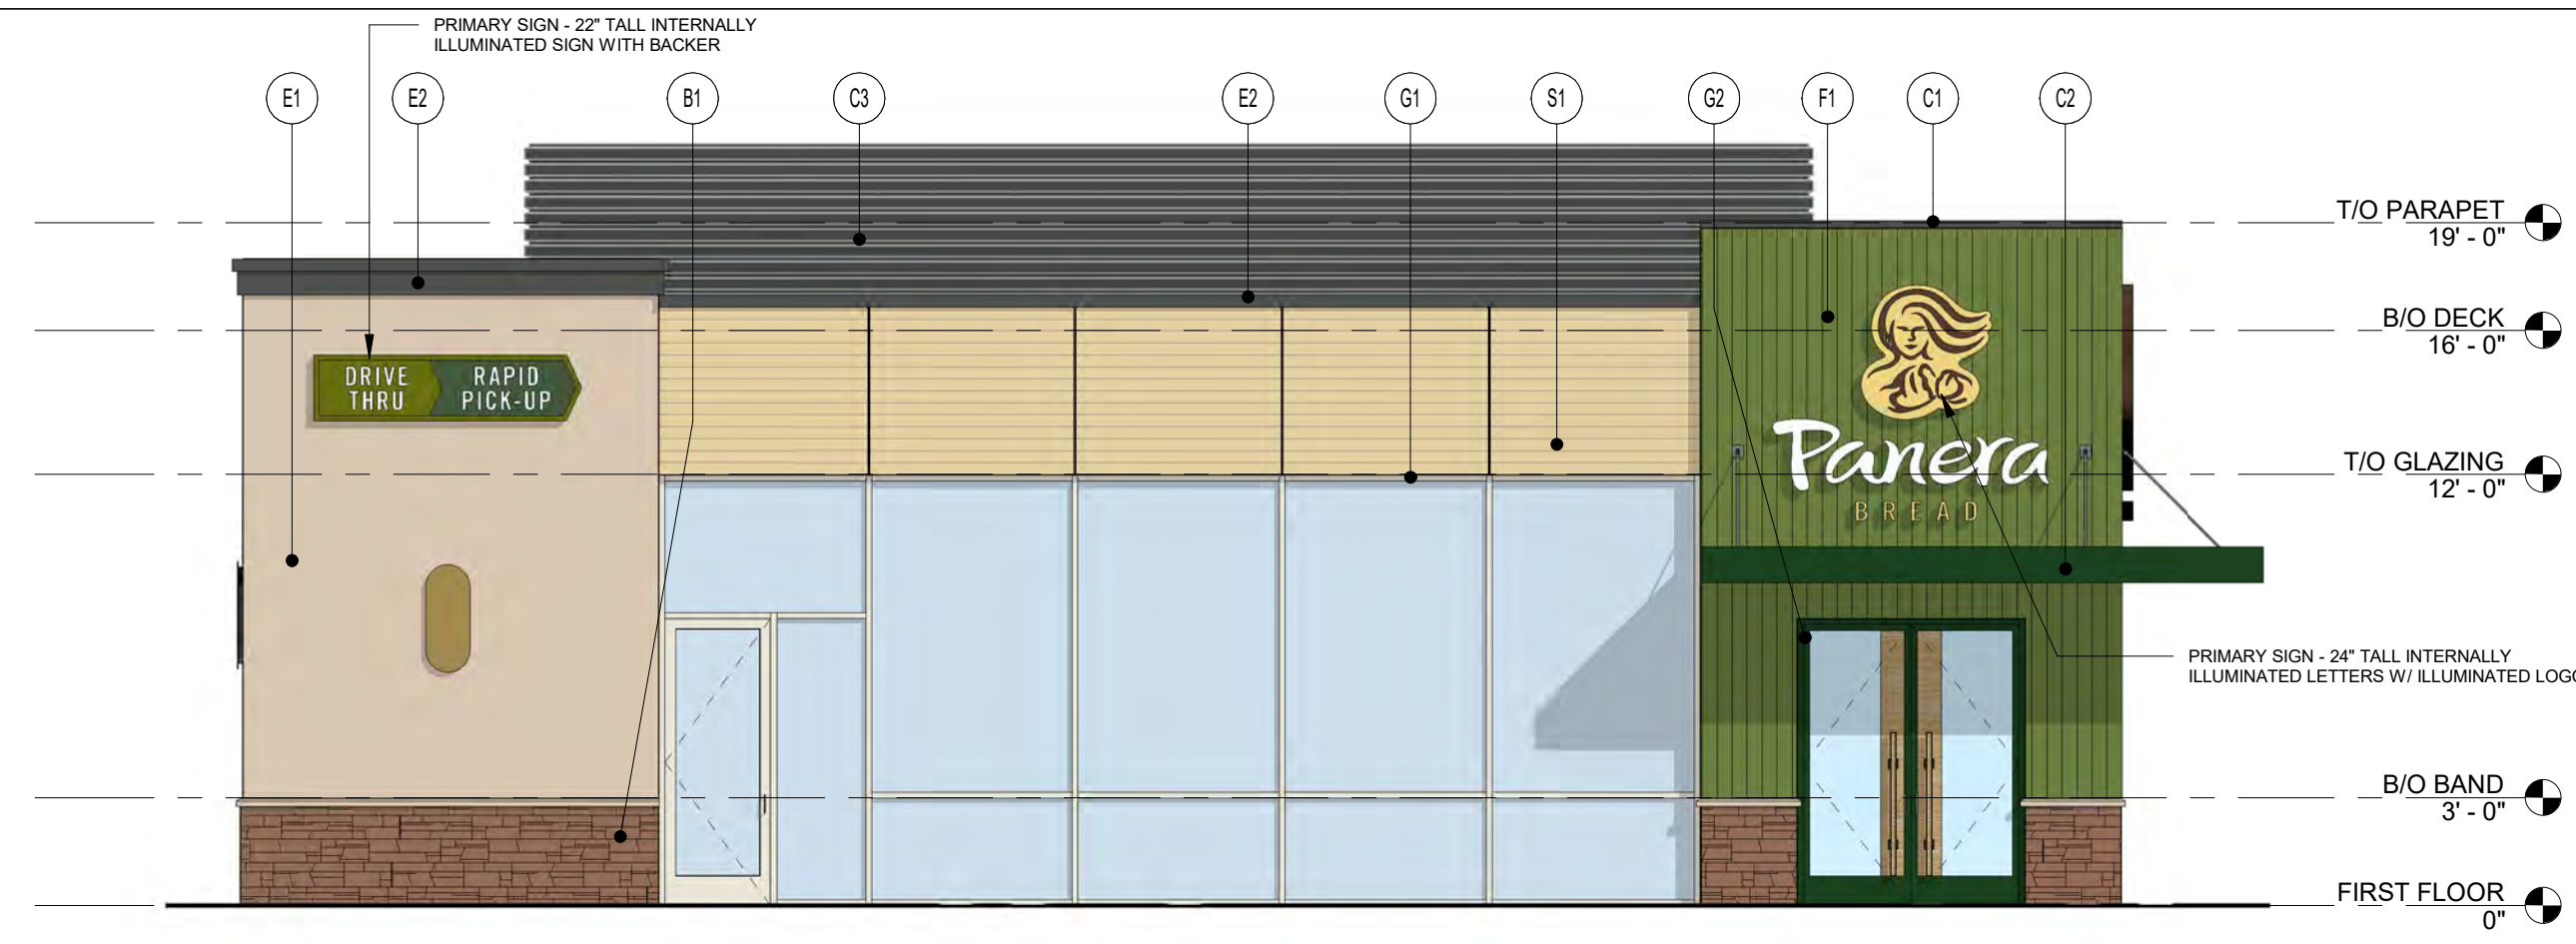 PRIMARY SIGN - 22" TALL INTERNALLY
ILLUMINATED SIGN WITH BACKER
E1
E2
B1
C3
E2
G1
S1
G2
F1
C1
C2
T/O PARAPET
19' - 0"
B/O DECK
16' - 0"
DRIVE
THRU
RAPID
PICK-UP
Panera
BREAD
T/O GLAZING
12' - 0"
PRIMARY SIGN - 24" TALL INTERNALLY
ILLUMINATED LETTERS W/ ILLUMINATED LOGO
B/O BAND
3' - 0"
FIRST FLOOR
0"